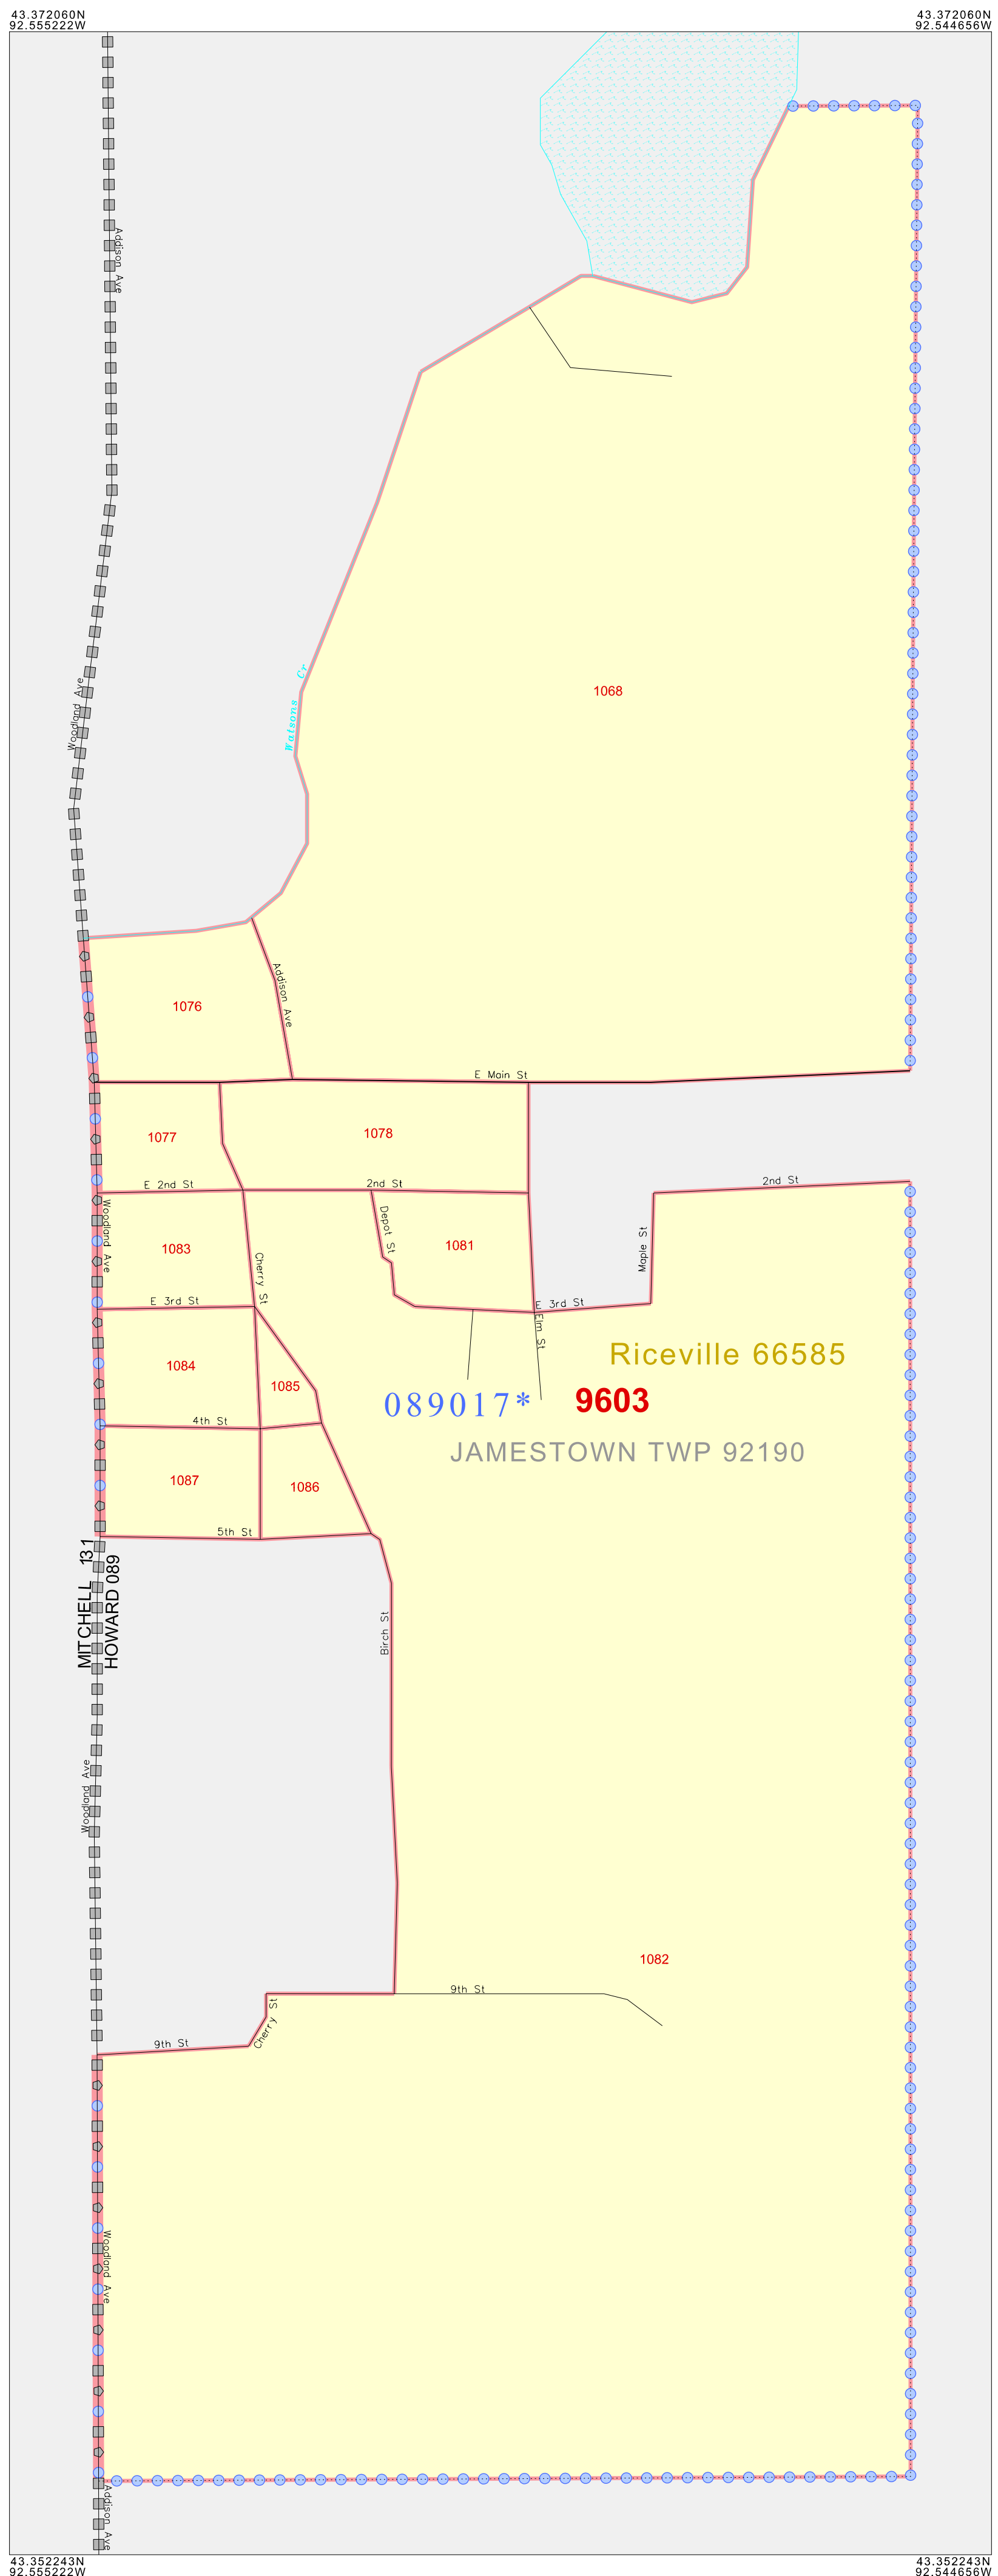 43.372060N
92.555222W
43.372060N
92.544656W
Addison Ave
Woodland Ave
Watsons Cr
1068
1076
Addison Ave
E Main St
1077
1078
E 2nd St
2nd St
2nd St
Woodland Ave
1083
Cherry St
Depot St
1081
Maple St
E 3rd St
E 3rd St
Elm St
1084
1085
Riceville 66585
089017*
9603
4th St
JAMESTOWN TWP 92190
1087
1086
5th St
MITCHELL 131
HOWARD 089
Birch St
Woodland Ave
1082
9th St
Cherry St
9th St
Woodland Ave
Addison Ave
43.352243N
92.555222W
43.352243N
92.544656W